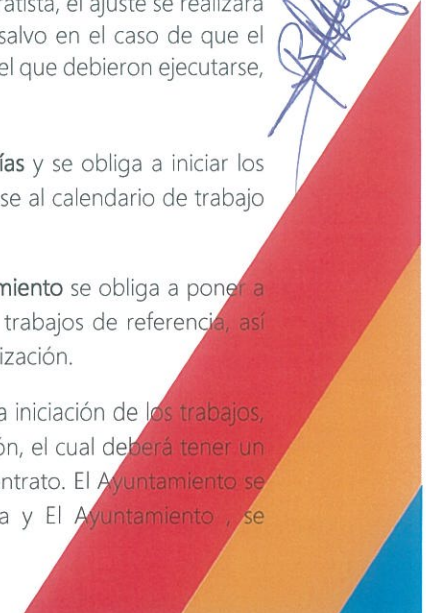 ratista, el ajuste se realizará
salvo en el caso de que el
el que debieron ejecutarse,
ías y se obliga a iniciar los
se al calendario de trabajo
miento se obliga a poner a
trabajos de referencia, así
ización.
a iniciación de los trabajos,
ón, el cual deberá tener un
ntrato. El Ayuntamiento se
a y El Ayuntamiento , se